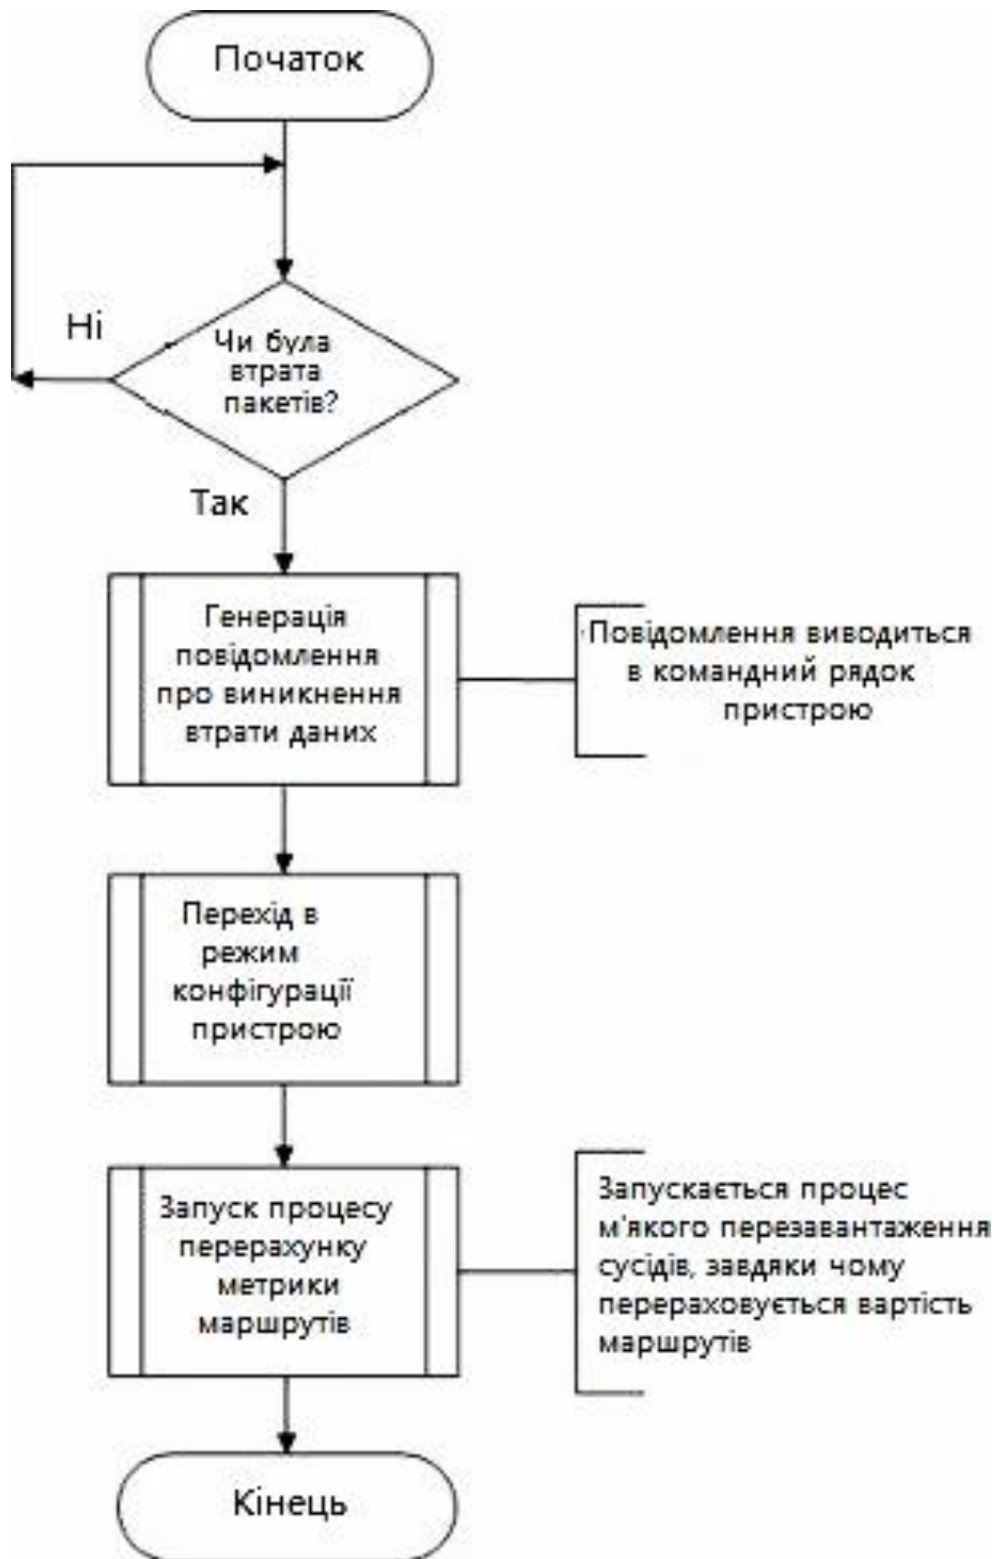 Початок
Ні
Чи була
втрата
пакетів?
Так
Генерація
повідомлення
про виникнення
втрати даних
Повідомлення виводиться
в командний рядок
пристрою
Перехід в
режим
конфігурації
пристрою
Запуск процесу
перерахунку
метрики
маршрутів
Запускається процес
м'якого перезавантаження
сусідів, завдяки чому
перераховується вартість
маршрутів
Кінець